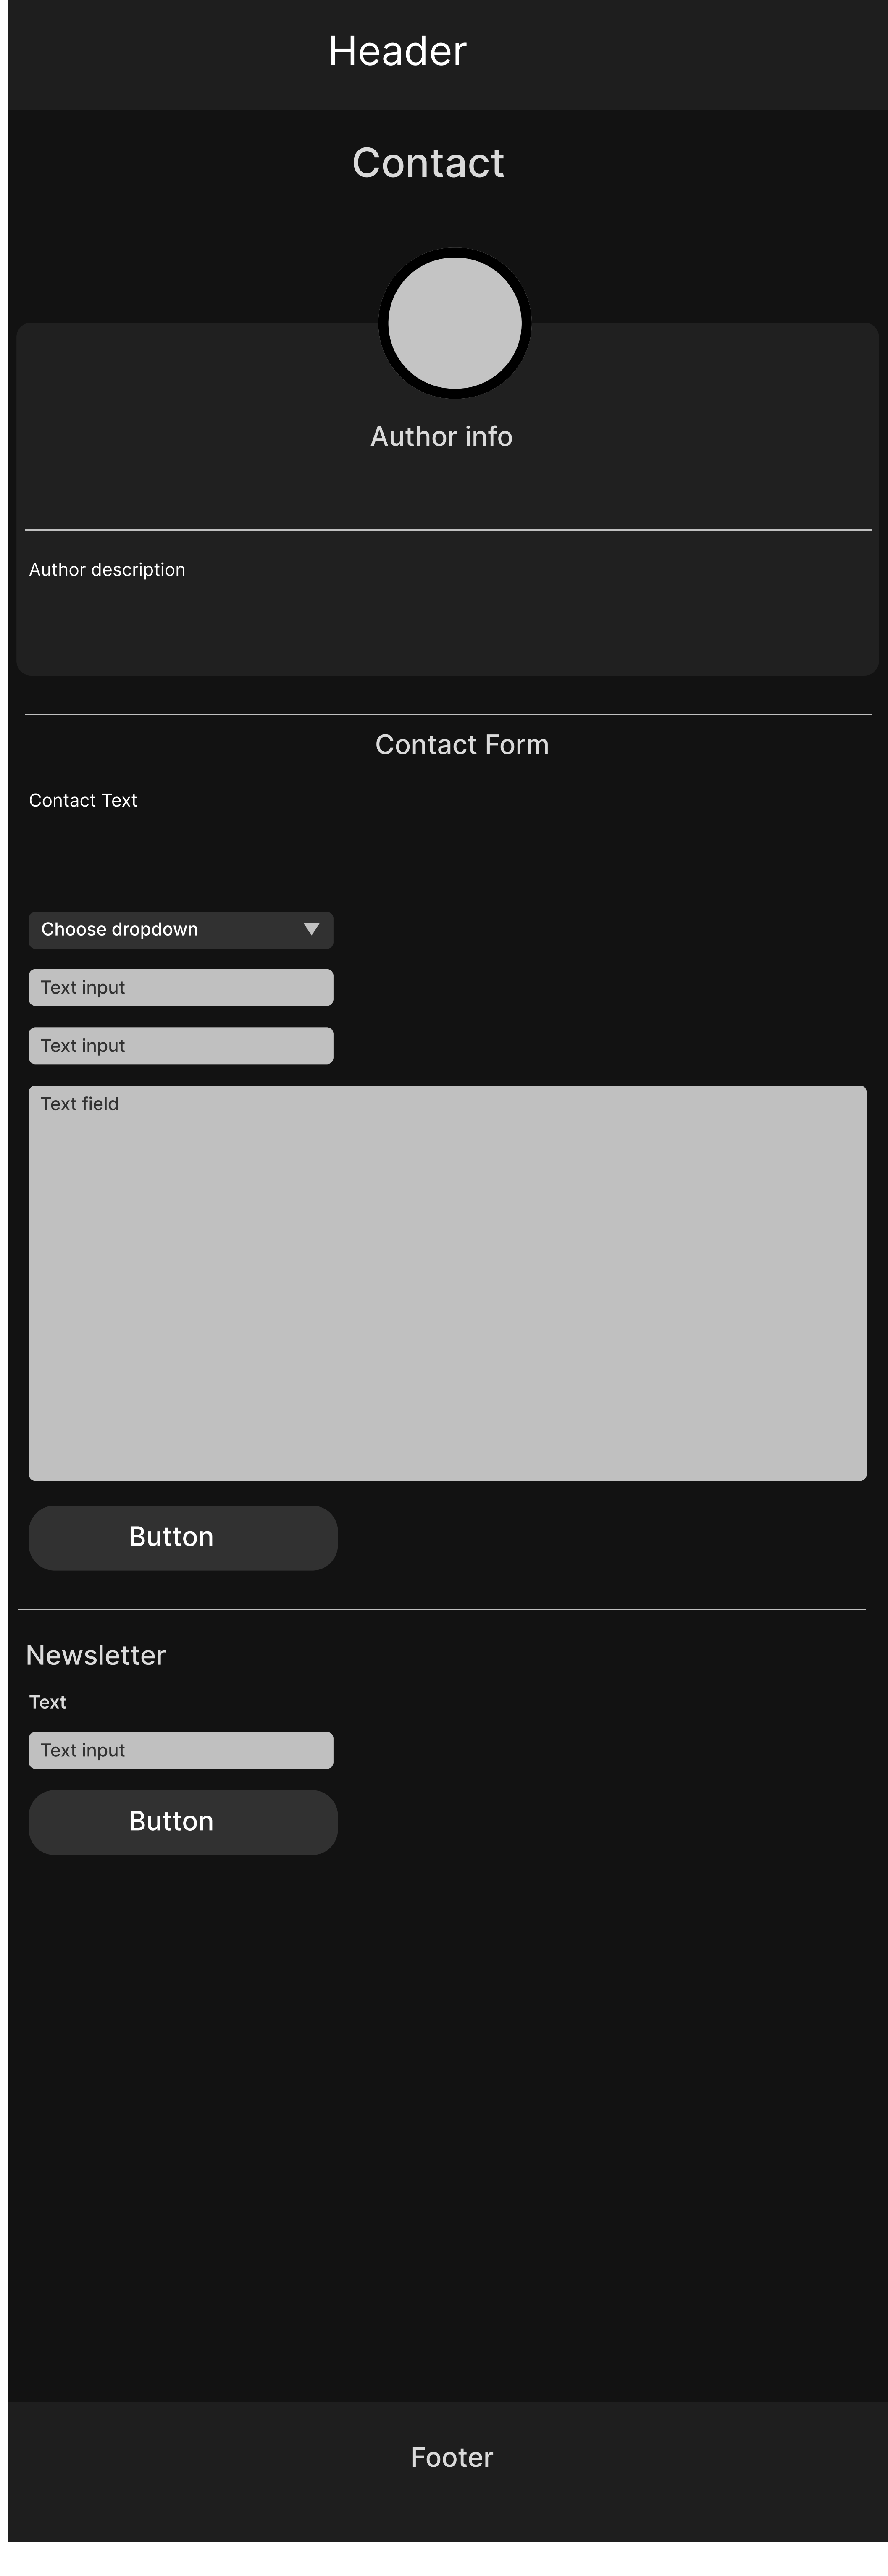 Header
Contact
Author info
Author description
Contact Form
Contact Text
Choose dropdown
Text input
Text input
Text field
Button
Newsletter
Text
Text input
Button
Footer